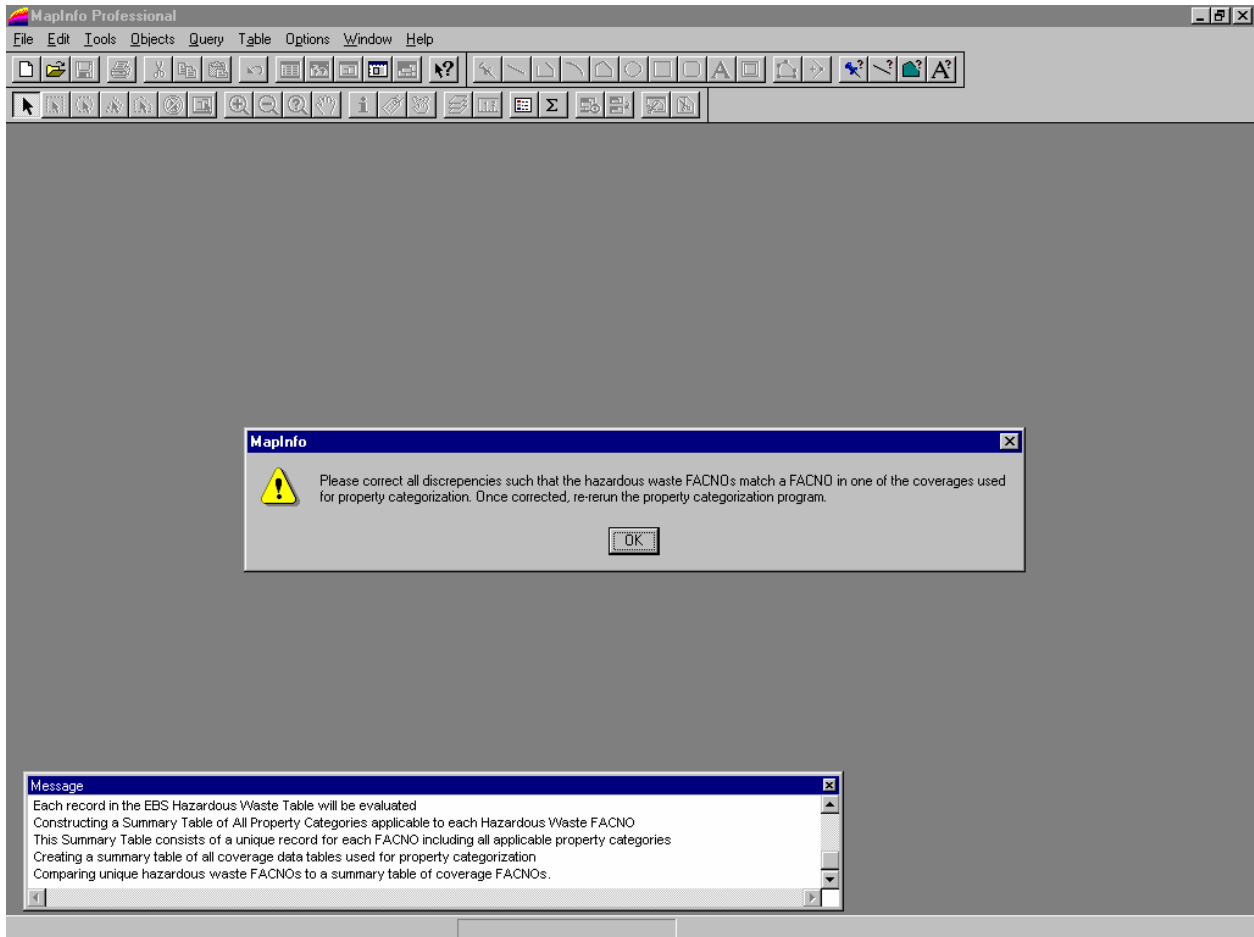 MapInfo Professional
File Edit Tools Objects Query Table Options Window Help
MapInfo
Please correct all discrepencies such that the hazardous waste FACNOs match a FACNO in one of the coverages used
for property categorization. Once corrected, re-rerun the property categorization program.
OK
Message
Each record in the EBS Hazardous Waste Table will be evaluated
Constructing a Summary Table of All Property Categories applicable to each Hazardous Waste FACNO
This Summary Table consists of a unique record for each FACNO including all applicable property categories
Creating a summary table of all coverage data tables used for property categorization
Comparing unique hazardous waste FACNOs to a summary table of coverage FACNOs.